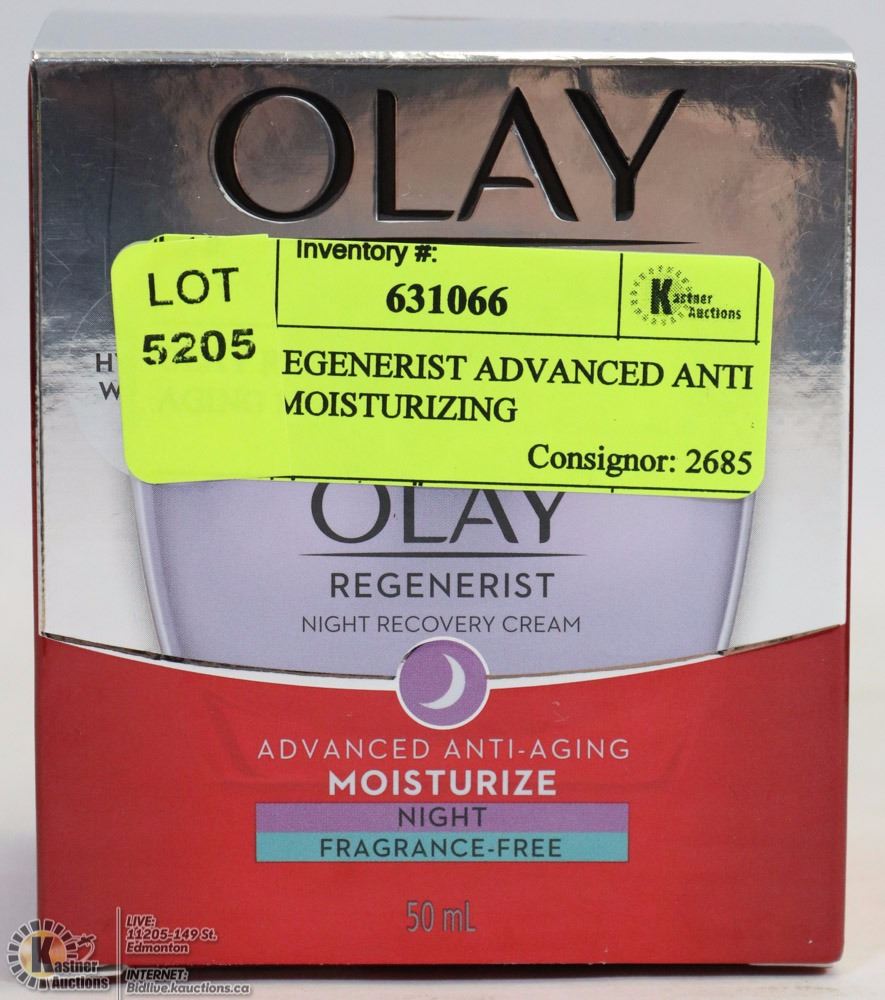 OLAY
Inventory #:
LOT
5205
631066
Kastner
Auctions
EGENERIST ADVANCED ANTI
MOISTURIZING
Consignor: 2685
OLAY
REGENERIST
NIGHT RECOVERY CREAM
ADVANCED ANTI-AGING
MOISTURIZE
NIGHT
FRAGRANCE-FREE
50 mL
Kastner
Auctions
LIVE:
11205-149 St.
Edmonton
INTERNET:
Bidlive.kauctions.ca